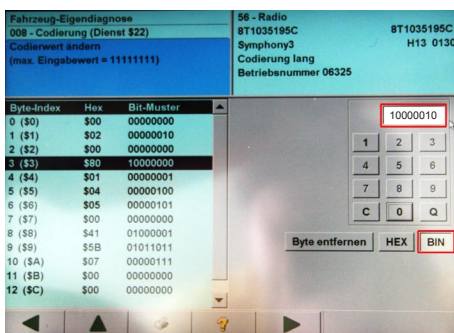 Fahrzeug-Eigendiagnose
008 - Codierung (Dienst $22)
Codierwert ändern
(max. Eingabewert = 11111111)
56 - Radio
8T1035195C 8T1035195C
Symphony3 H13 0130
Codierung lang
Betriebsnummer 06325
Byte-Index Hex Bit-Muster
0 ($0) $00 00000000
1 ($1) $02 00000010
2 ($2) $00 00000000
3 ($3) $80 10000000
4 ($4) $01 00000001
5 ($5) $04 00000100
6 ($6) $05 00000101
7 ($7) $00 00000000
8 ($8) $41 01000001
9 ($9) $5B 01011011
10 ($A) $07 00000111
11 ($B) $00 00000000
12 ($C) $00 00000000
10000010
1 2 3
4 5 6
7 8 9
C 0 Q
Byte entfernen HEX BIN
?